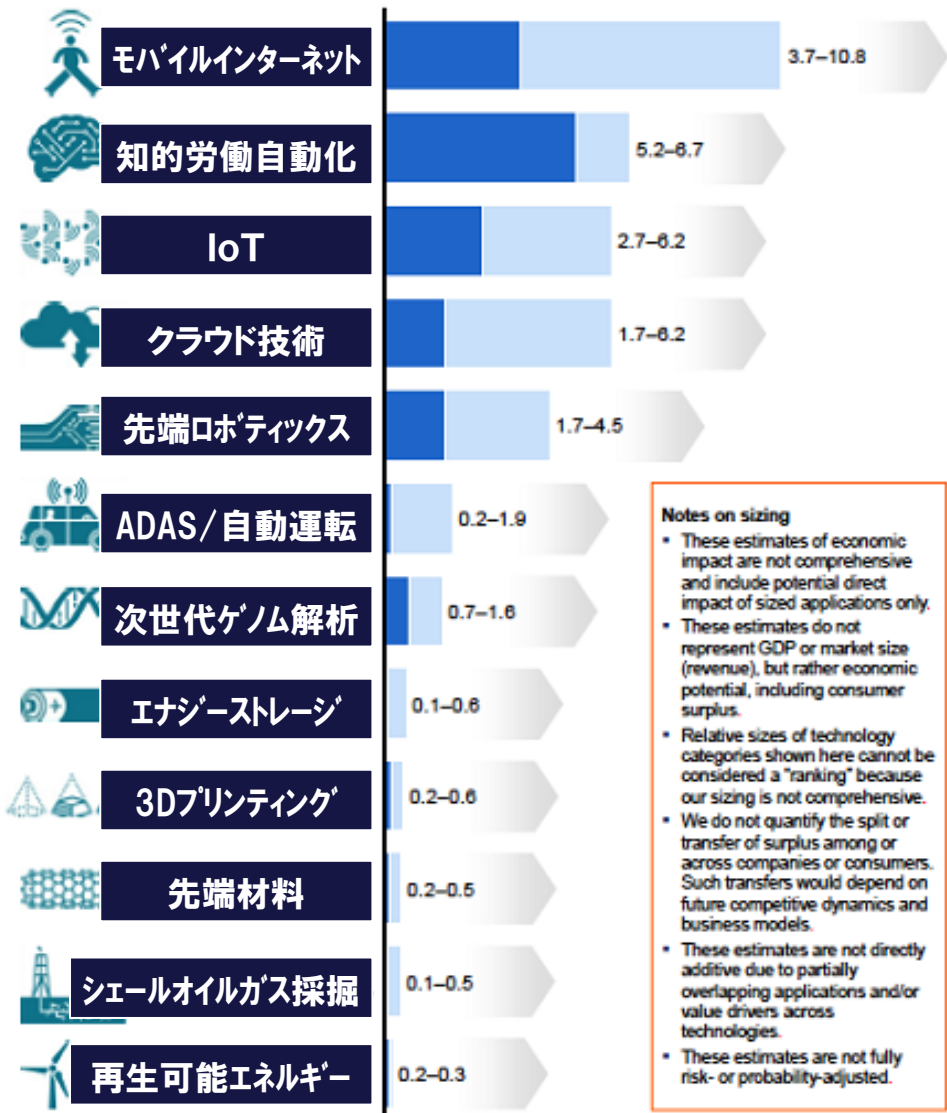 モバイルインターネット
3.7–10.8
知的労働自動化
5.2–6.7
IoT
2.7–6.2
クラウド技術
1.7–6.2
先端ロボティックス
1.7–4.5
ADAS/自動運転
0.2–1.9
次世代ゲノム解析
0.7–1.6
エナジーストレージ
0.1–0.6
3Dプリンティング
0.2–0.6
先端材料
0.2–0.5
シェールオイルガス採掘
0.1–0.5
再生可能エネルギー
0.2–0.3
Notes on sizing
▪ These estimates of economic
impact are not comprehensive
and include potential direct
impact of sized applications only.
▪ These estimates do not
represent GDP or market size
(revenue), but rather economic
potential, including consumer
surplus.
▪ Relative sizes of technology
categories shown here cannot be
considered a "ranking" because
our sizing is not comprehensive.
▪ We do not quantify the split or
transfer of surplus among or
across companies or consumers.
Such transfers would depend on
future competitive dynamics and
business models.
▪ These estimates are not directly
additive due to partially
overlapping applications and/or
value drivers across
technologies.
▪ These estimates are not fully
risk- or probability-adjusted.